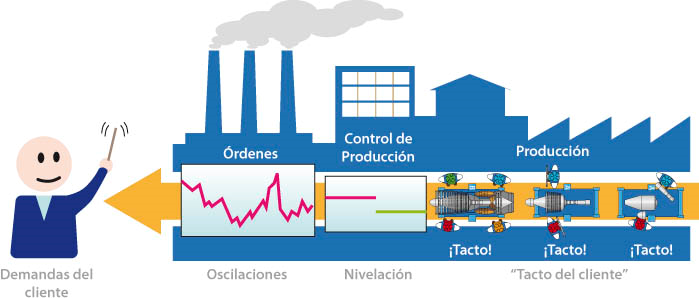 Órdenes
Control de
Producción
Producción
¡Tacto!
¡Tacto!
¡Tacto!
Demandas del
cliente
Oscilaciones
Nivelación
“Tacto del cliente”